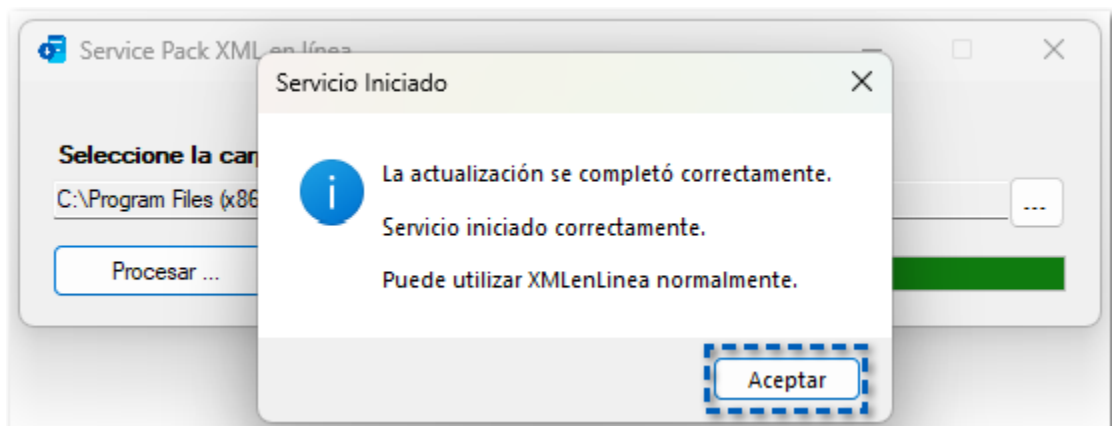 Service Pack XML en línea
Servicio Iniciado
Seleccione la car
La actualización se completó correctamente.
C:\Program Files (x86
...
Servicio iniciado correctamente.
Procesar ...
Puede utilizar XMLenLinea normalmente.
Aceptar